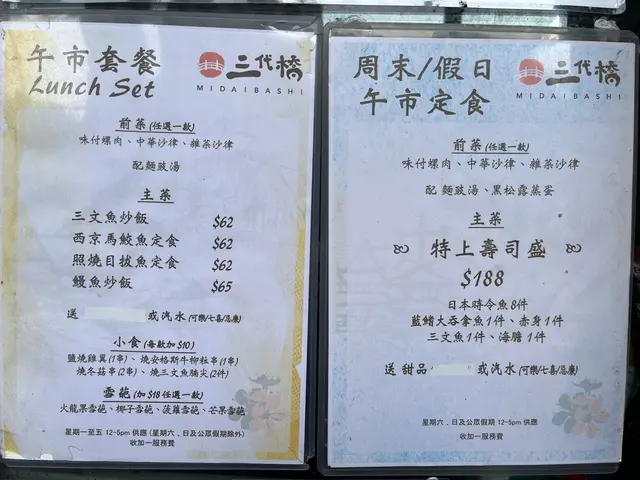 午市套餐
Lunch Set
三代橋
MIDAIBASHI
前菜 (任選一款)
味付螺肉、中華沙律、雜菜沙律
配麵豉湯
主菜
三文魚炒飯 $62
西京馬鮫魚定食 $62
照燒目拔魚定食 $62
鰻魚炒飯 $65
送 或汽水 (可樂/七喜/忌廉)
小食 (每款加 $10)
鹽燒雞翼 (1串)、燒安格斯牛柳粒串 (1串)
燒冬菇串 (2串)、燒三文魚腩尖 (2件)
雪葩 (加 $18 任選一款)
火龍果雪葩、椰子雪葩、菠蘿雪葩、芒果雪葩
星期一至五 12-5pm 供應 (星期六、日及公眾假期除外)
收加一服務費
周末/假日
午市定食
三代橋
MIDAIBASHI
前菜 (任選一款)
味付螺肉、中華沙律、雜菜沙律
配 麵豉湯、黑松露蒸蛋
主菜
特上壽司盛
$188
日本時令魚 8件
藍鰭大吞拿魚 1件、赤身 1件
三文魚 1件、海膽 1件
送 甜品 或汽水 (可樂/七喜/忌廉)
星期六﹑日及公眾假期 12-5pm 供應
收加一服務費